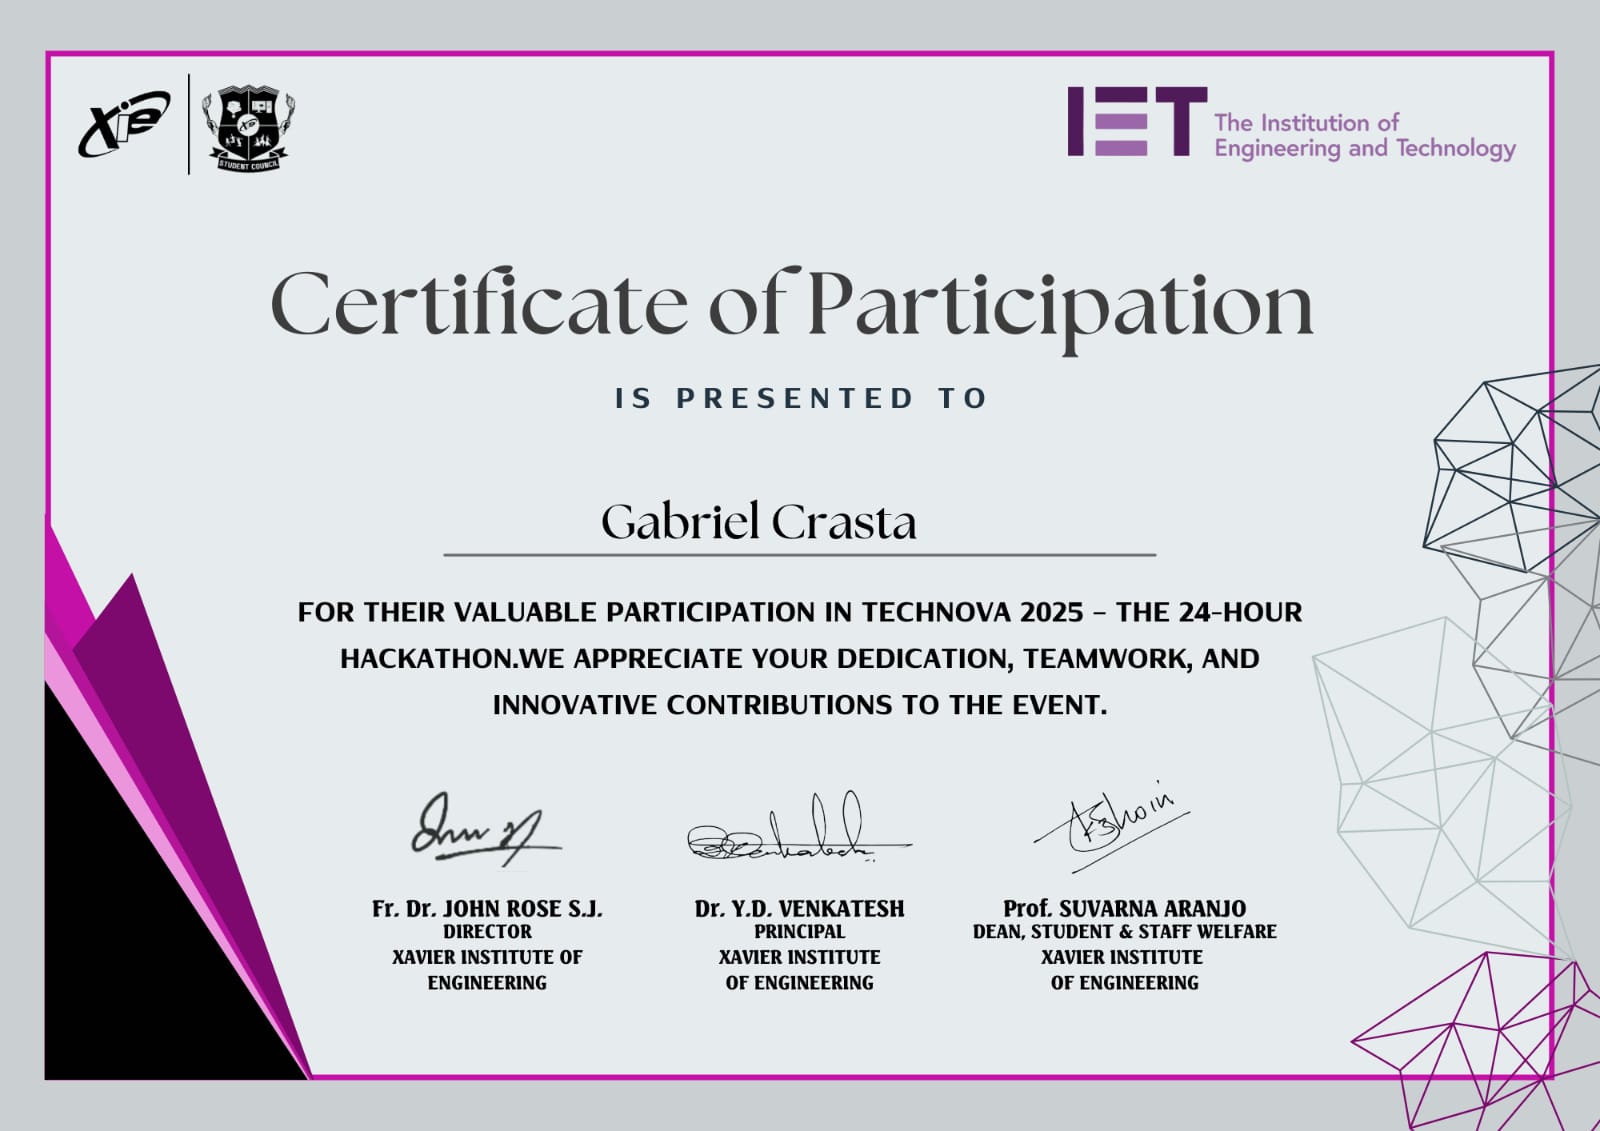 XIE
STUDENT COUNCIL
IET The Institution of
Engineering and Technology
Certificate of Participation
IS PRESENTED TO
Gabriel Crasta
FOR THEIR VALUABLE PARTICIPATION IN TECHNOVA 2025 – THE 24-HOUR
HACKATHON.WE APPRECIATE YOUR DEDICATION, TEAMWORK, AND
INNOVATIVE CONTRIBUTIONS TO THE EVENT.
Fr. Dr. JOHN ROSE S.J.
DIRECTOR
XAVIER INSTITUTE OF
ENGINEERING
Dr. Y.D. VENKATESH
PRINCIPAL
XAVIER INSTITUTE
OF ENGINEERING
Prof. SUVARNA ARANJO
DEAN, STUDENT & STAFF WELFARE
XAVIER INSTITUTE
OF ENGINEERING